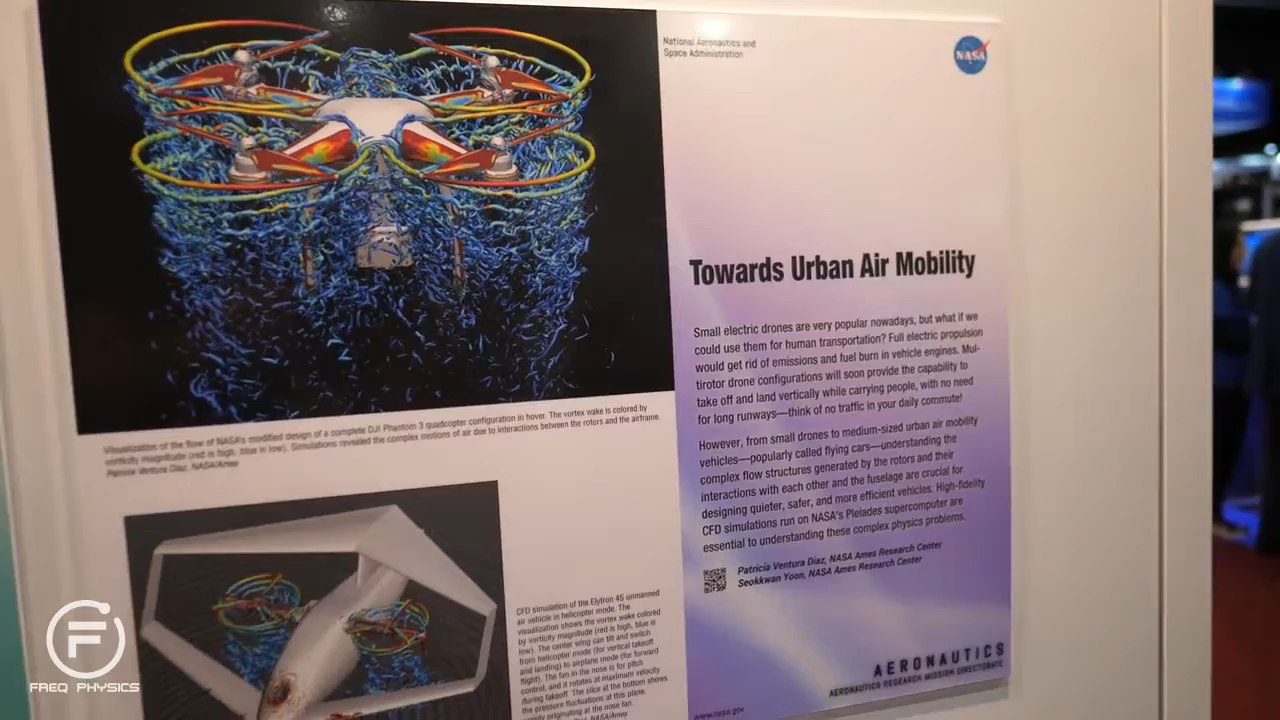 National Aeronautics and
Space Administration
NASA
Towards Urban Air Mobility
Small electric drones are very popular nowadays, but what if we
could use them for human transportation? Full electric propulsion
would get rid of emissions and fuel burn in vehicle engines. Mul-
tirotor drone configurations will soon provide the capability to
take off and land vertically while carrying people, with no need
for long runways—think of no traffic in your daily commute!
However, from small drones to medium-sized urban air mobility
vehicles—popularly called flying cars—understanding the
complex flow structures generated by the rotors and their
interactions with each other and the fuselage are crucial for
designing quieter, safer, and more efficient vehicles. High-fidelity
CFD simulations run on NASA's Pleiades supercomputer are
essential to understanding these complex physics problems.
Patricia Ventura Diaz, NASA Ames Research Center
Seokkwan Yoon, NASA Ames Research Center
Visualization of the flow of NASA's modified design of a complete DJI Phantom 3 quadcopter configuration in hover. The vortex wake is colored by
vorticity magnitude (red is high, blue is low). Simulations revealed the complex motions of air due to interactions between the rotors and the airframe.
Patricia Ventura Diaz, NASA/Ames
CFD simulation of the Elytron 4S unmanned
air vehicle in helicopter mode. The
visualization shows the vortex wake colored
by vorticity magnitude (red is high, blue is
low). The center wing can tilt and switch
from helicopter mode (for vertical takeoff
and landing) to airplane mode (for forward
flight). The fan in the nose is for pitch
control, and it rotates at maximum velocity
during takeoff. The slice at the bottom shows
the pressure fluctuations at this plane,
originating at the nose fan.
NASA/Ames
AERONAUTICS
AERONAUTICS RESEARCH MISSION DIRECTORATE
www.nasa.gov
FREQ PHYSICS